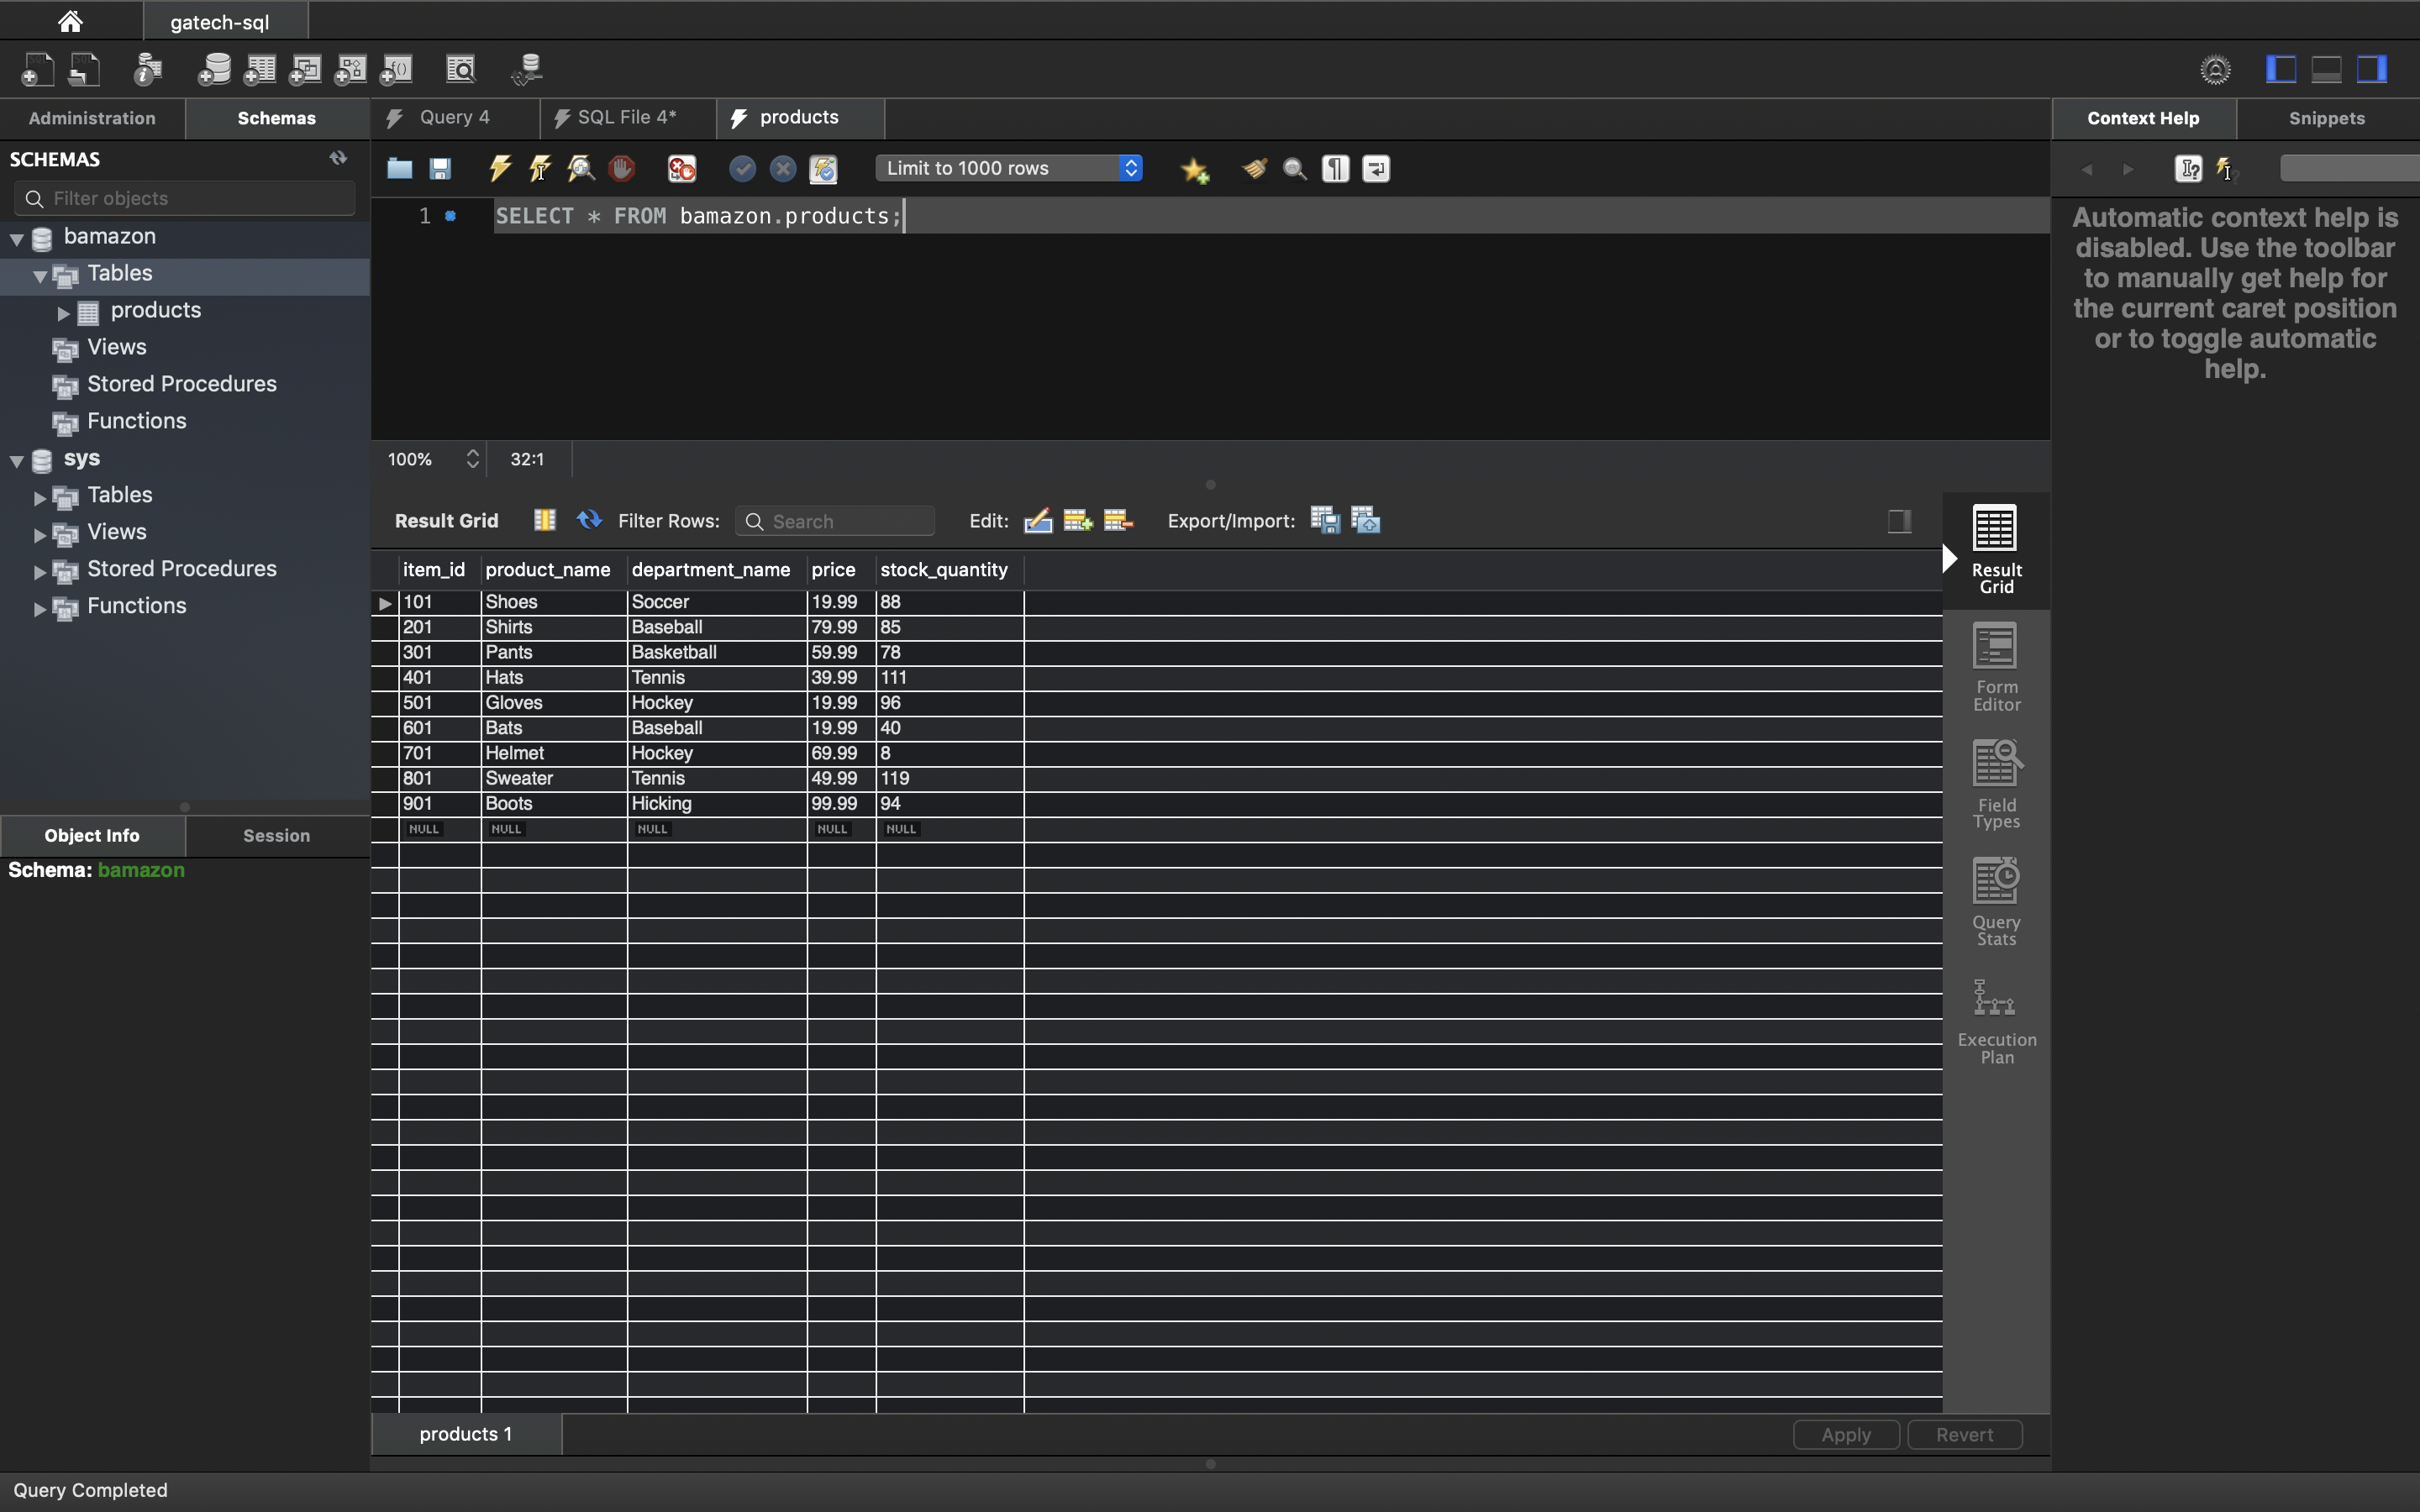 gatech-sql
Administration
Schemas
Query 4
SQL File 4*
products
Context Help
Snippets
SCHEMAS
Filter objects
Limit to 1000 rows
1 SELECT * FROM bamazon.products;
Automatic context help is
disabled. Use the toolbar
to manually get help for
the current caret position
or to toggle automatic
help.
bamazon
Tables
products
Views
Stored Procedures
Functions
sys
Tables
Views
Stored Procedures
Functions
100% 32:1
Result Grid Filter Rows: Search Edit: Export/Import:
item_id product_name department_name price stock_quantity
101 Shoes Soccer 19.99 88
201 Shirts Baseball 79.99 85
301 Pants Basketball 59.99 78
401 Hats Tennis 39.99 111
501 Gloves Hockey 19.99 96
601 Bats Baseball 19.99 40
701 Helmet Hockey 69.99 8
801 Sweater Tennis 49.99 119
901 Boots Hicking 99.99 94
NULL NULL NULL NULL NULL
Result
Grid
Form
Editor
Field
Types
Query
Stats
Execution
Plan
Object Info
Session
Schema: bamazon
products 1
Apply
Revert
Query Completed